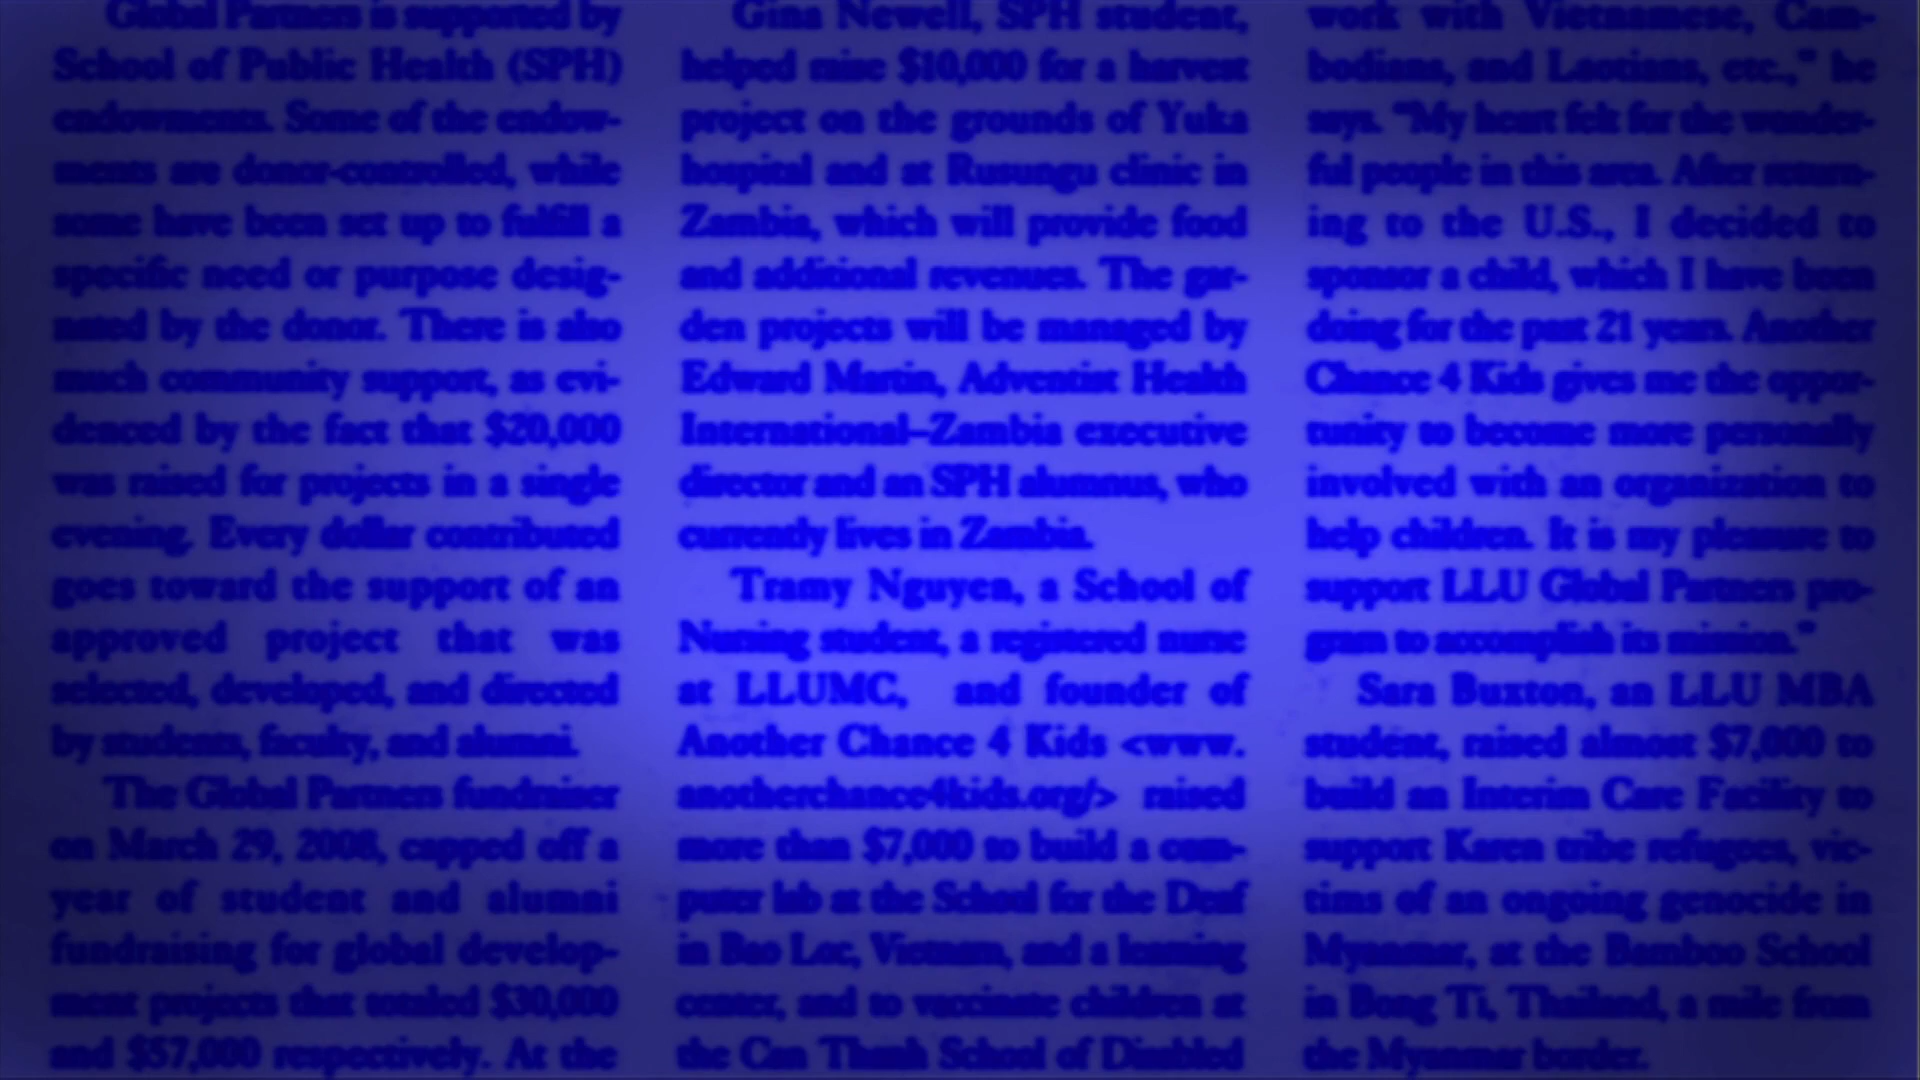 Global Partners is supported by
School of Public Health (SPH)
endowments. Some of the endow-
ments are donor-controlled, while
some have been set up to fulfill a
specific need or purpose desig-
nated by the donor. There is also
much community support, as evi-
denced by the fact that $20,000
was raised for projects in a single
evening. Every dollar contributed
goes toward the support of an
approved project that was
selected, developed, and directed
by students, faculty, and alumni.
The Global Partners fundraiser
on March 29, 2008, capped off a
year of student and alumni
fundraising for global develop-
ment projects that totaled $30,000
and $57,000 respectively. At the
Gina Newell, SPH student,
helped raise $10,000 for a harvest
project on the grounds of Yuka
hospital and at Rusungu clinic in
Zambia, which will provide food
and additional revenues. The gar-
den projects will be managed by
Edward Martin, Adventist Health
International–Zambia executive
director and an SPH alumnus, who
currently lives in Zambia.
Tramy Nguyen, a School of
Nursing student, a registered nurse
at LLUMC, and founder of
Another Chance 4 Kids <www.
anotherchance4kids.org/> raised
more than $7,000 to build a com-
puter lab at the School for the Deaf
in Bao Loc, Vietnam, and a learning
center, and to vaccinate children at
the Can Thanh School of Disabled
work with Vietnamese, Cam-
bodians, and Laotians, etc.," he
says. "My heart felt for the wonder-
ful people in this area. After return-
ing to the U.S., I decided to
sponsor a child, which I have been
doing for the past 21 years. Another
Chance 4 Kids gives me the oppor-
tunity to become more personally
involved with an organization to
help children. It is my pleasure to
support LLU Global Partners pro-
gram to accomplish its mission."
Sara Buxton, an LLU MBA
student, raised almost $7,000 to
build an Interim Care Facility to
support Karen tribe refugees, vic-
tims of an ongoing genocide in
Myanmar, at the Bamboo School
in Bong Ti, Thailand, a mile from
the Myanmar border.